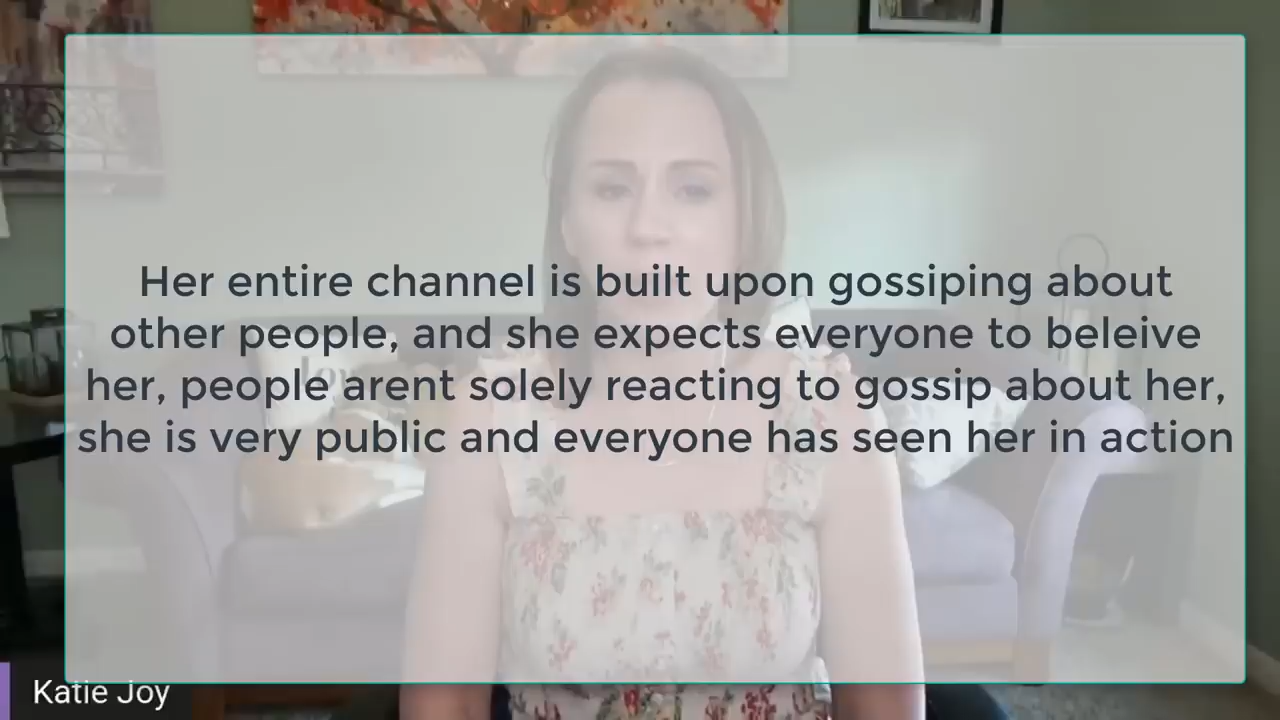 Her entire channel is built upon gossiping about
other people, and she expects everyone to beleive
her, people arent solely reacting to gossip about her,
she is very public and everyone has seen her in action
Katie Joy